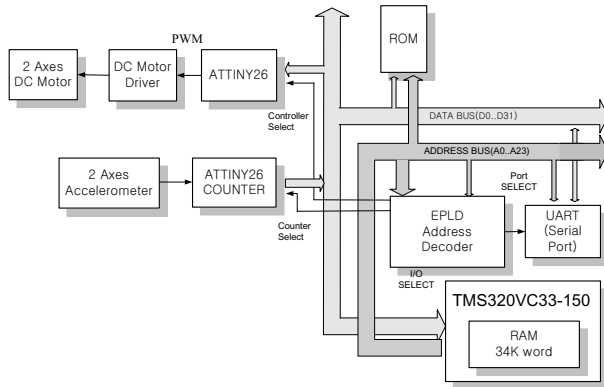 PWM
2 Axes
DC Motor
DC Motor
Driver
ATTINY26
ROM
Controller
Select
DATA BUS(D0..D31)
ADDRESS BUS(A0..A23)
2 Axes
Accelerometer
ATTINY26
COUNTER
Counter
Select
Port
SELECT
EPLD
Address
Decoder
UART
(Serial
Port)
I/O
SELECT
TMS320VC33-150
RAM
34K word